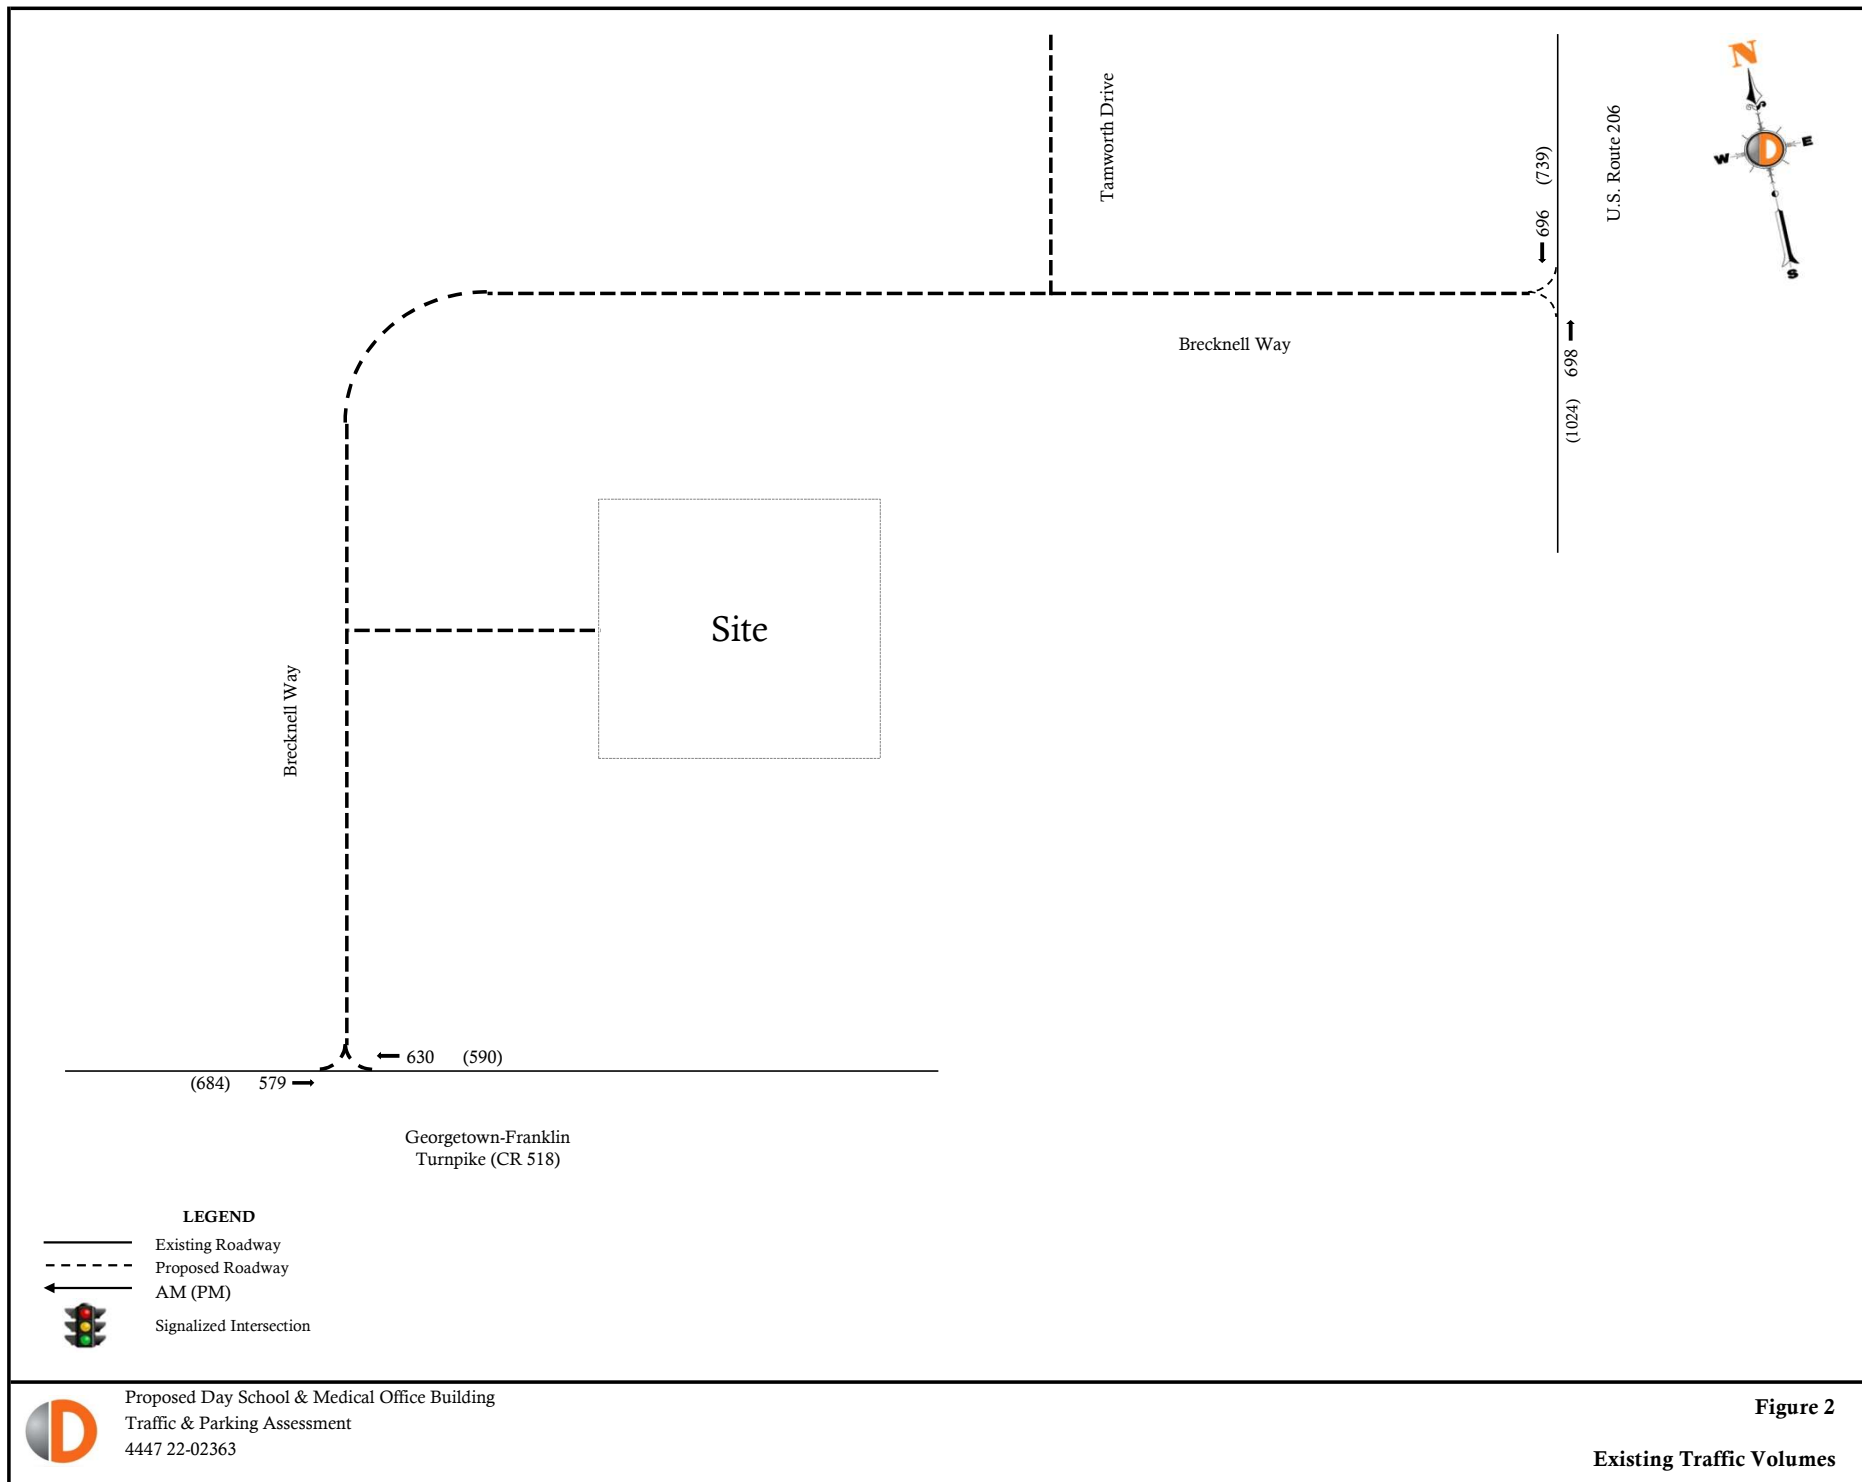 N
W
E
S
Tamworth Drive
U.S. Route 206
696 (739)
(1024) 698
Brecknell Way
Site
Brecknell Way
630 (590)
(684) 579
Georgetown-Franklin
Turnpike (CR 518)
LEGEND
Existing Roadway
Proposed Roadway
AM (PM)
Signalized Intersection
Proposed Day School & Medical Office Building
Traffic & Parking Assessment
4447 22-02363
Figure 2
Existing Traffic Volumes